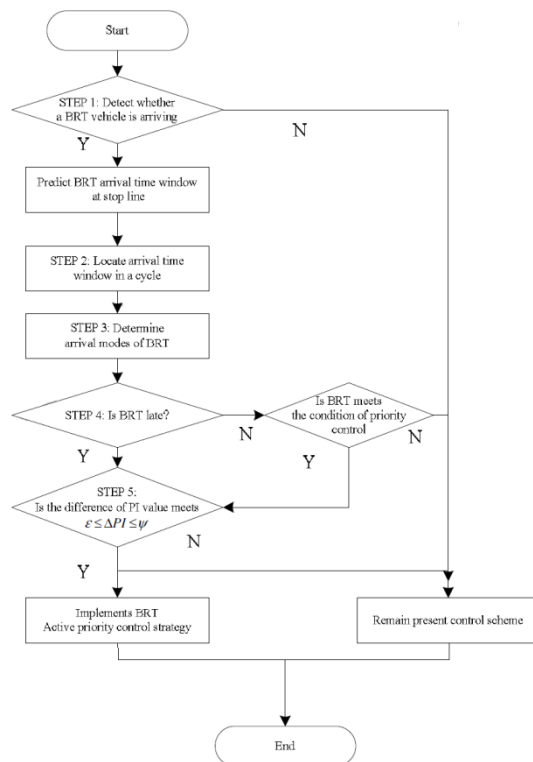 Start
STEP 1: Detect whether
a BRT vehicle is arriving
N
Y
Predict BRT arrival time window
at stop line
STEP 2: Locate arrival time
window in a cycle
STEP 3: Determine
arrival modes of BRT
STEP 4: Is BRT late?
Is BRT meets
the condition of priority
control
N
N
Y
Y
STEP 5:
Is the difference of PI value meets
ε ≤ ΔPI ≤ ψ
N
Y
Implements BRT
Active priority control strategy
Remain present control scheme
End